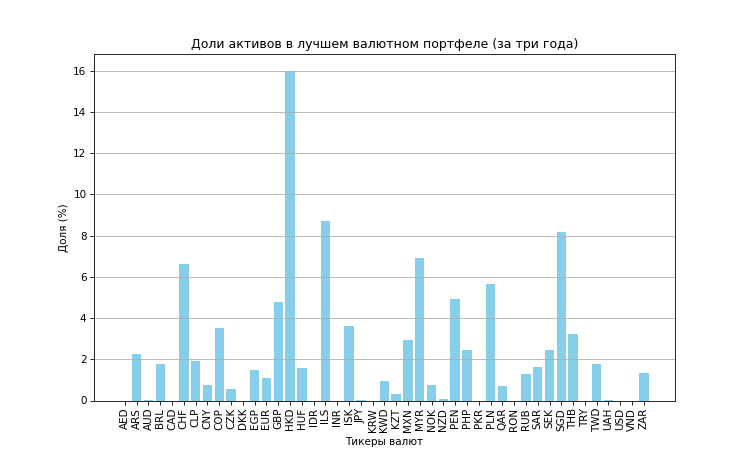 Доли активов в лучшем валютном портфеле (за три года)
Доля (%)
16
14
12
10
8
6
4
2
0
AED ARS AUD BRL CAD CHF CLP CNY COP CZK DKK EGP EUR GBP HKD HUF IDR ILS INR ISK JPY KRW KWD KZT MXN MYR NOK NZD PEN PHP PKR PLN QAR RON RUB SAR SEK SGD THB TRY TWD UAH USD VND ZAR
Тикеры валют